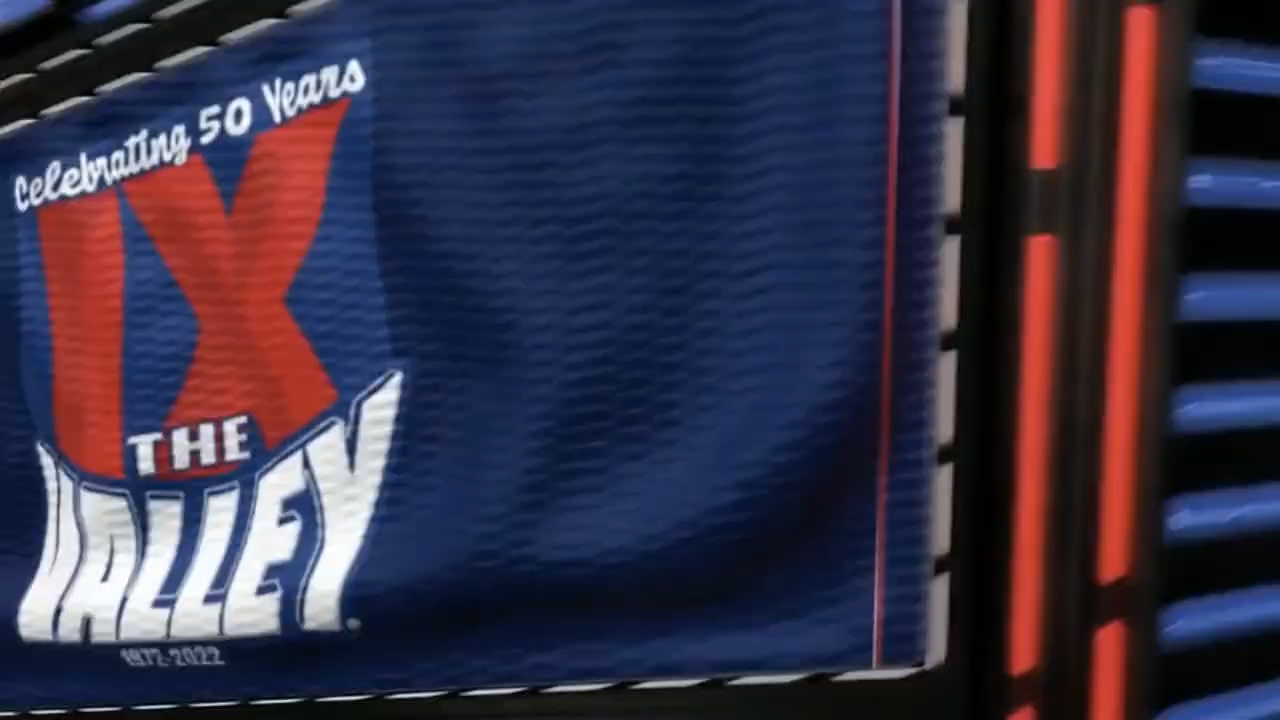 Celebrating 50 Years
IX
THE
VALLEY.
1972-2022